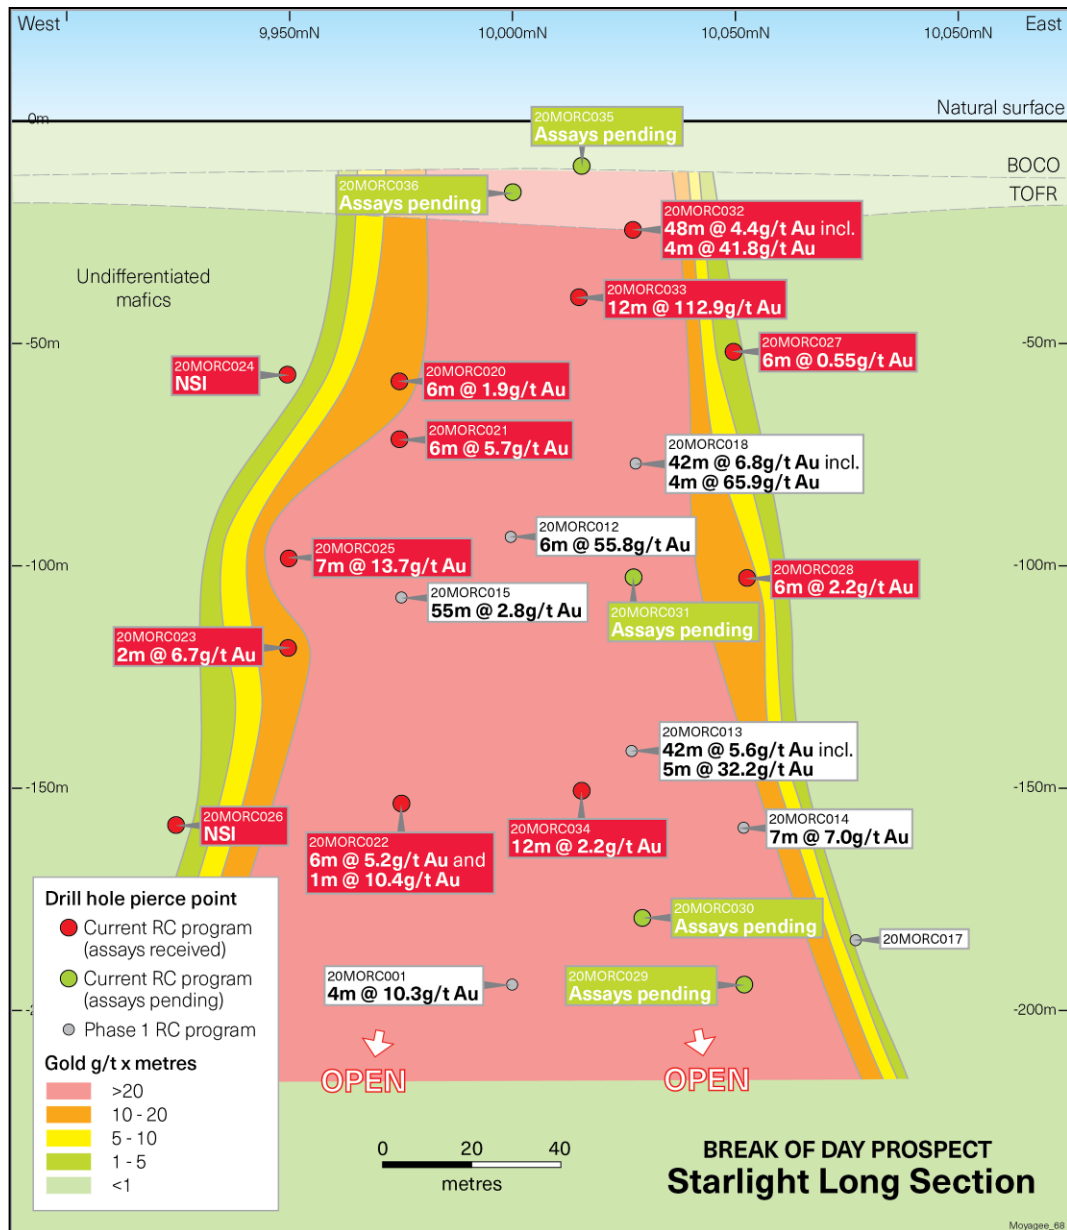 West
9,950mN
10,000mN
10,050mN
10,050mN
East
Natural surface
0m
20MORC035
Assays pending
BOCO
TOFR
20MORC036
Assays pending
20MORC032
48m @ 4.4g/t Au incl.
4m @ 41.8g/t Au
Undifferentiated
mafics
20MORC033
12m @ 112.9g/t Au
-50m
-50m
20MORC027
6m @ 0.55g/t Au
20MORC024
NSI
20MORC020
6m @ 1.9g/t Au
20MORC021
6m @ 5.7g/t Au
20MORC018
42m @ 6.8g/t Au incl.
4m @ 65.9g/t Au
20MORC012
6m @ 55.8g/t Au
-100m
-100m
20MORC025
7m @ 13.7g/t Au
20MORC028
6m @ 2.2g/t Au
20MORC015
55m @ 2.8g/t Au
20MORC031
Assays pending
20MORC023
2m @ 6.7g/t Au
20MORC013
42m @ 5.6g/t Au incl.
5m @ 32.2g/t Au
-150m
-150m
20MORC026
NSI
20MORC022
6m @ 5.2g/t Au and
1m @ 10.4g/t Au
20MORC034
12m @ 2.2g/t Au
20MORC014
7m @ 7.0g/t Au
20MORC030
Assays pending
20MORC017
20MORC001
4m @ 10.3g/t Au
20MORC029
Assays pending
-200m
Drill hole pierce point
Current RC program
(assays received)
Current RC program
(assays pending)
Phase 1 RC program
Gold g/t x metres
>20
10 - 20
5 - 10
1 - 5
<1
OPEN
OPEN
0
20
40
metres
BREAK OF DAY PROSPECT
Starlight Long Section
Moyagee_68